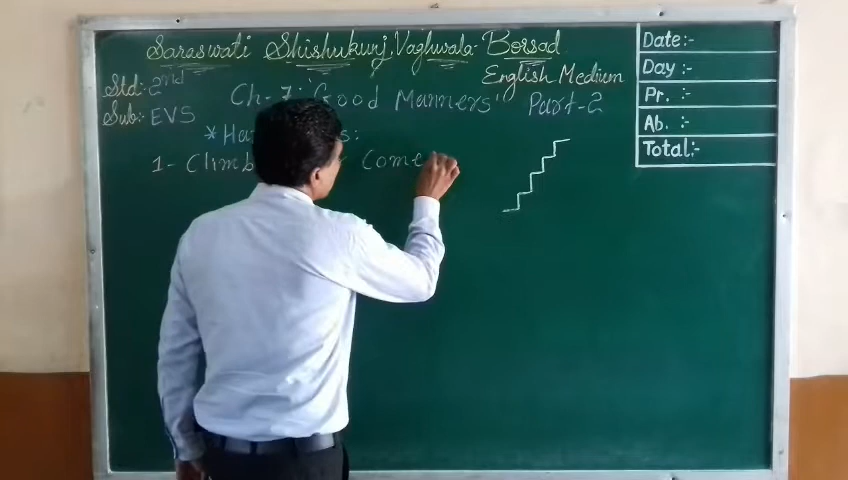 Saraswati Shishukunj, Vaghwala-Borsad
English Medium
Std:- 2nd
Sub:- EVS
Ch-7: "Good Manners" Part-2
*
1- Climb Come
Date:-
Day :-
Pr. :-
Ab. :-
Total:-